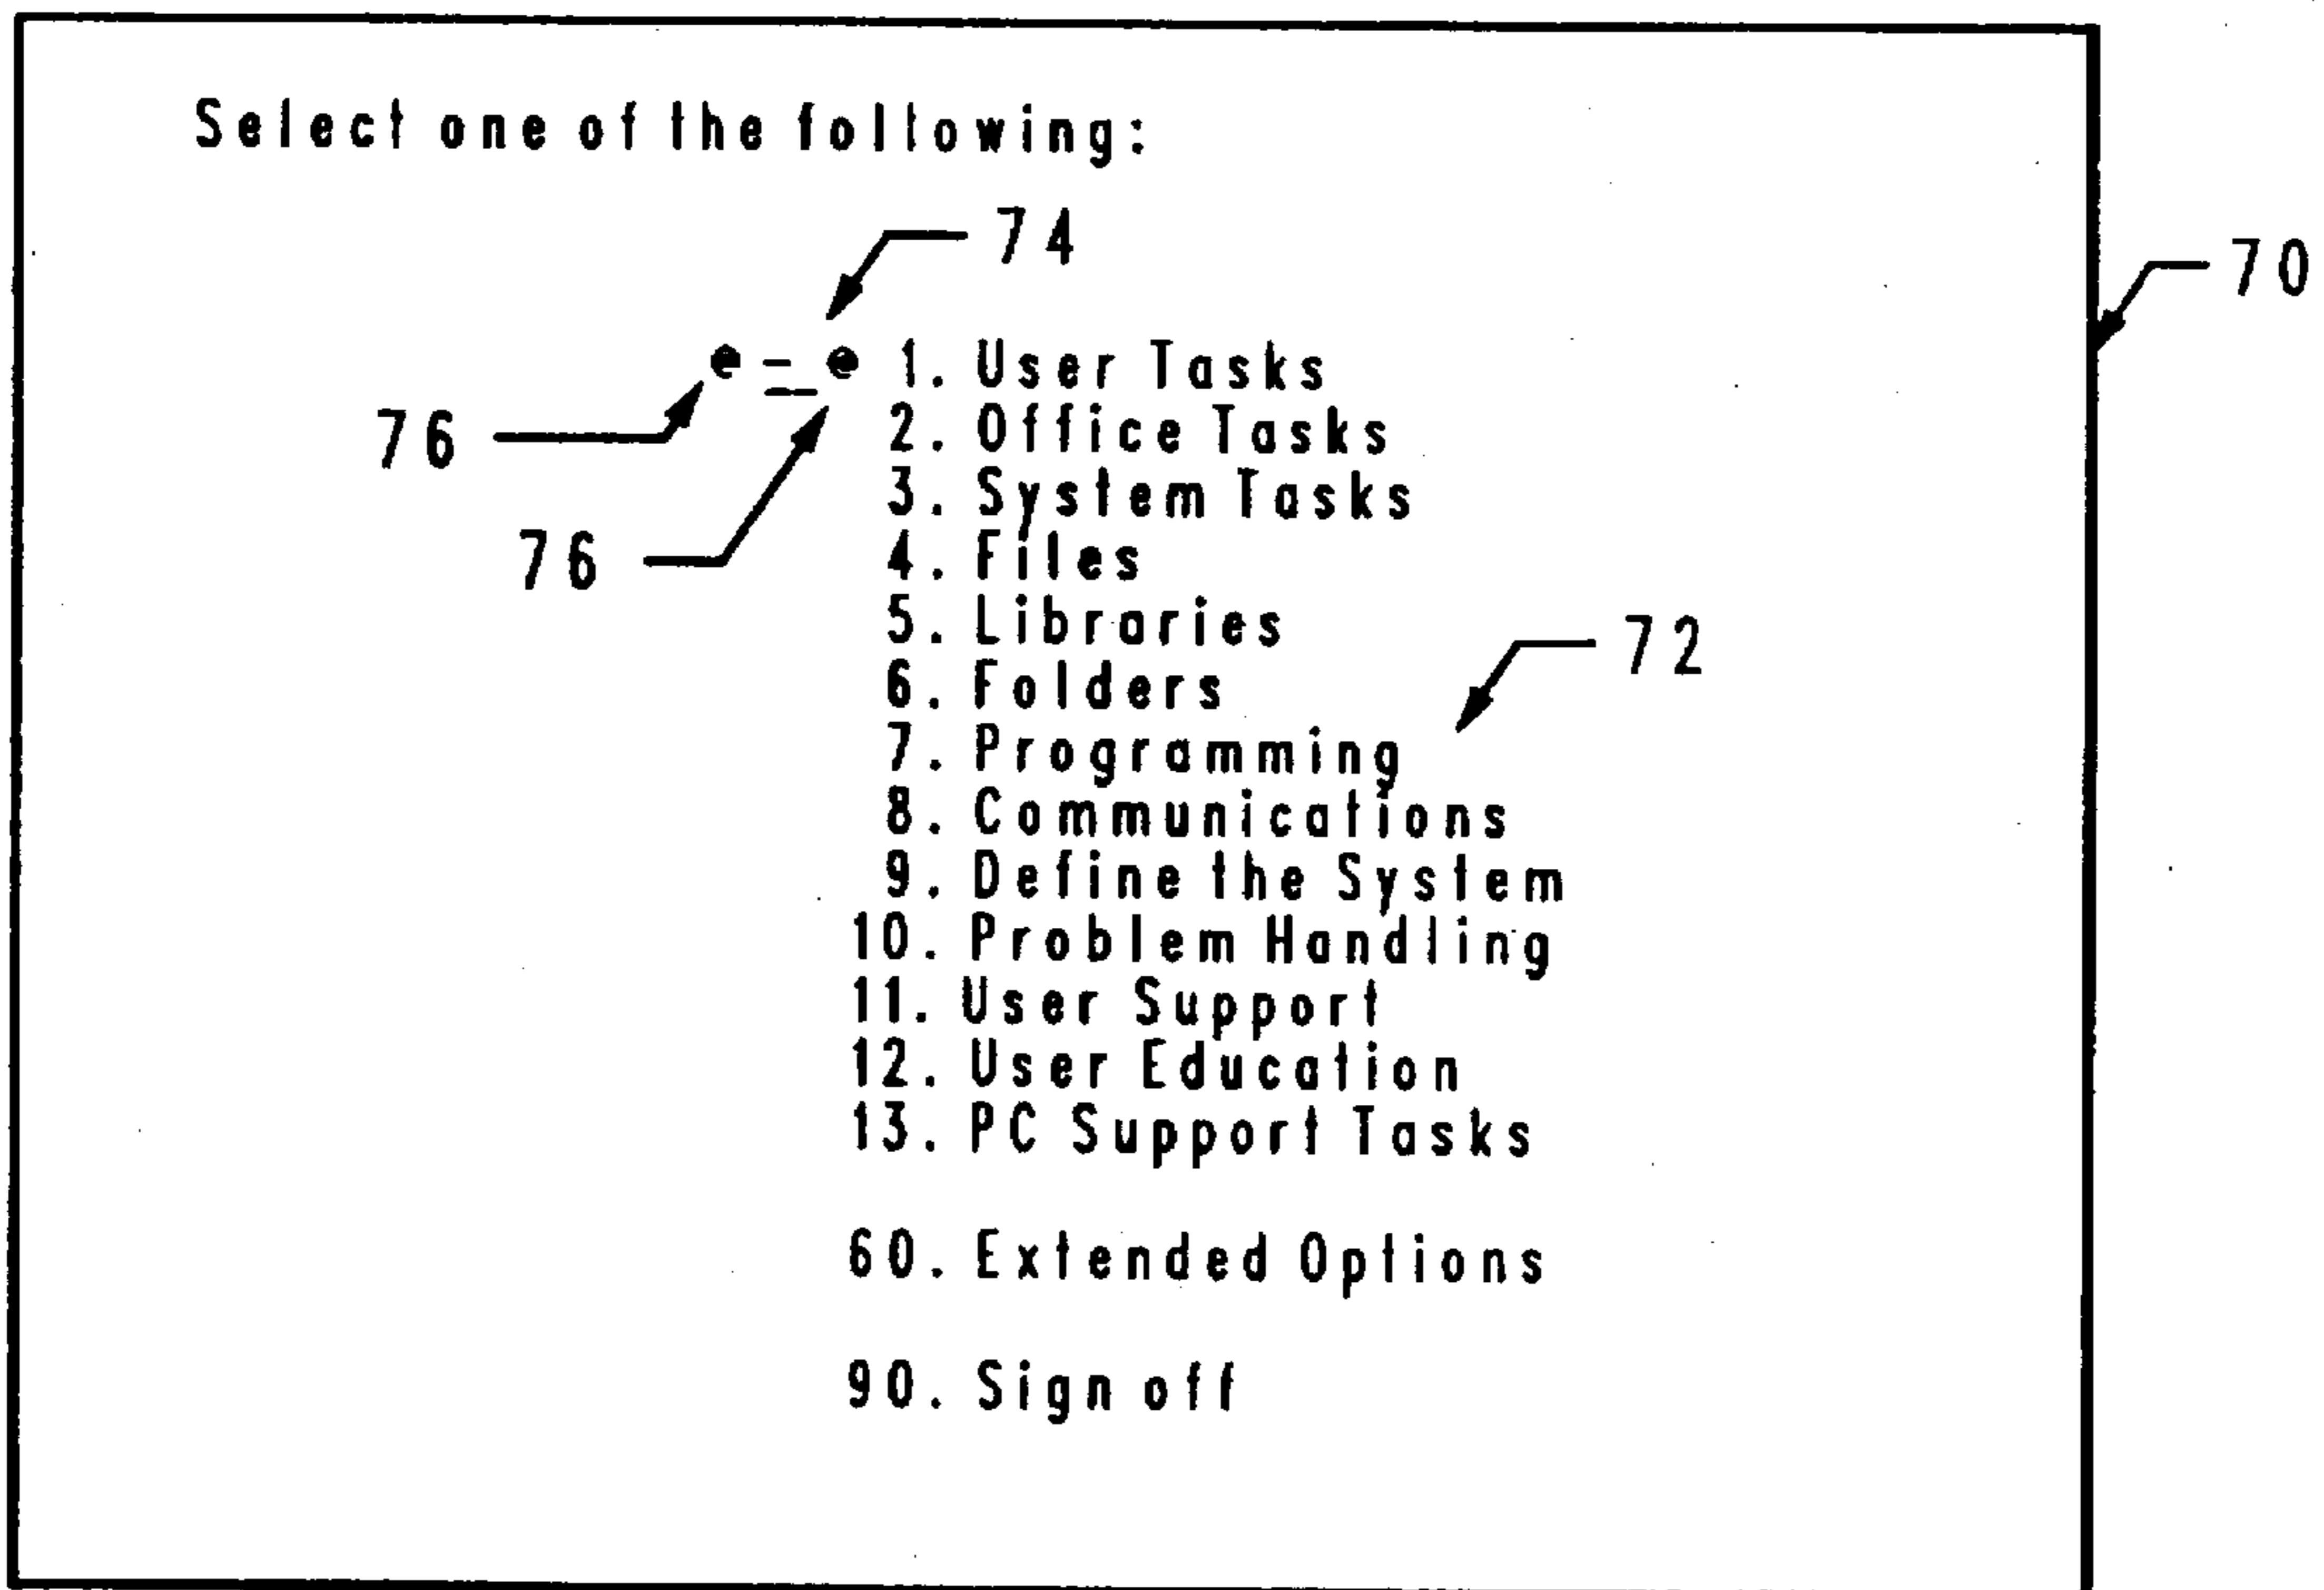 Select one of the following:
74
70
1. User Tasks
76
2. Office Tasks
3. System Tasks
76
4. Files
5. Libraries
72
6. Folders
7. Programming
8. Communications
9. Define the System
10. Problem Handling
11. User Support
12. User Education
13. PC Support Tasks
60. Extended Options
90. Sign off